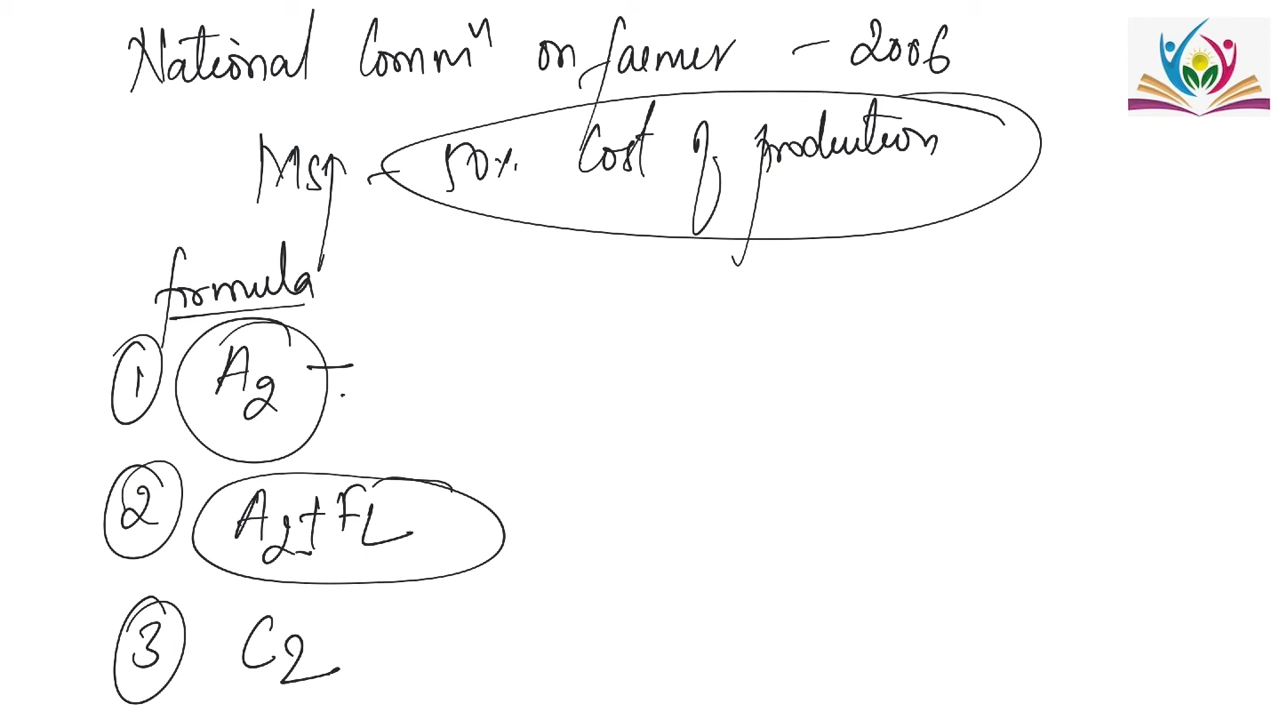 National Commⁿ on farmer - 2006
MSP - 50% Cost of production
formula
1 A2 -
2 A2+FL
3 C2